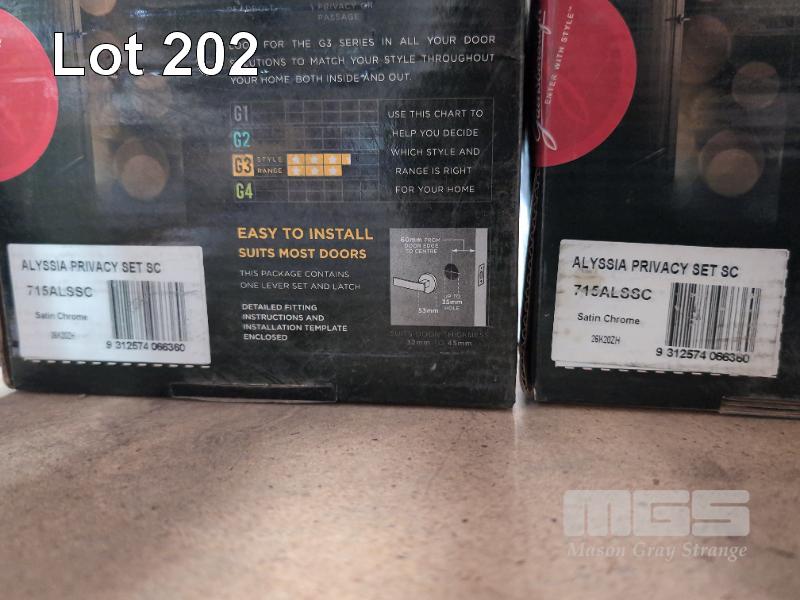 Lot 202
PRIVACY OR
PASSAGE
FOR THE G3 SERIES IN ALL YOUR DOOR
TO MATCH YOUR STYLE THROUGHOUT
YOUR HOME BOTH INSIDE AND OUT.
G1
G2
G3 STYLE
RANGE
G4
USE THIS CHART TO
HELP YOU DECIDE
WHICH STYLE AND
RANGE IS RIGHT
FOR YOUR HOME
EASY TO INSTALL
SUITS MOST DOORS
THIS PACKAGE CONTAINS
ONE LEVER SET AND LATCH
DETAILED FITTING
INSTRUCTIONS AND
INSTALLATION TEMPLATE
ENCLOSED
60mm FROM
DOOR EDGE
TO CENTRE
UP TO
35mm
HOLE
53mm
SUITS DOOR THICKNESS
32mm TO 45mm
ALYSSIA PRIVACY SET SC
715ALSSC
Satin Chrome
26K20ZH
9 312574 066360
ENTER WITH STYLE™
ALYSSIA PRIVACY SET SC
715ALSSC
Satin Chrome
26K20ZH
9 312574 066360
MGS
Mason Gray Strange